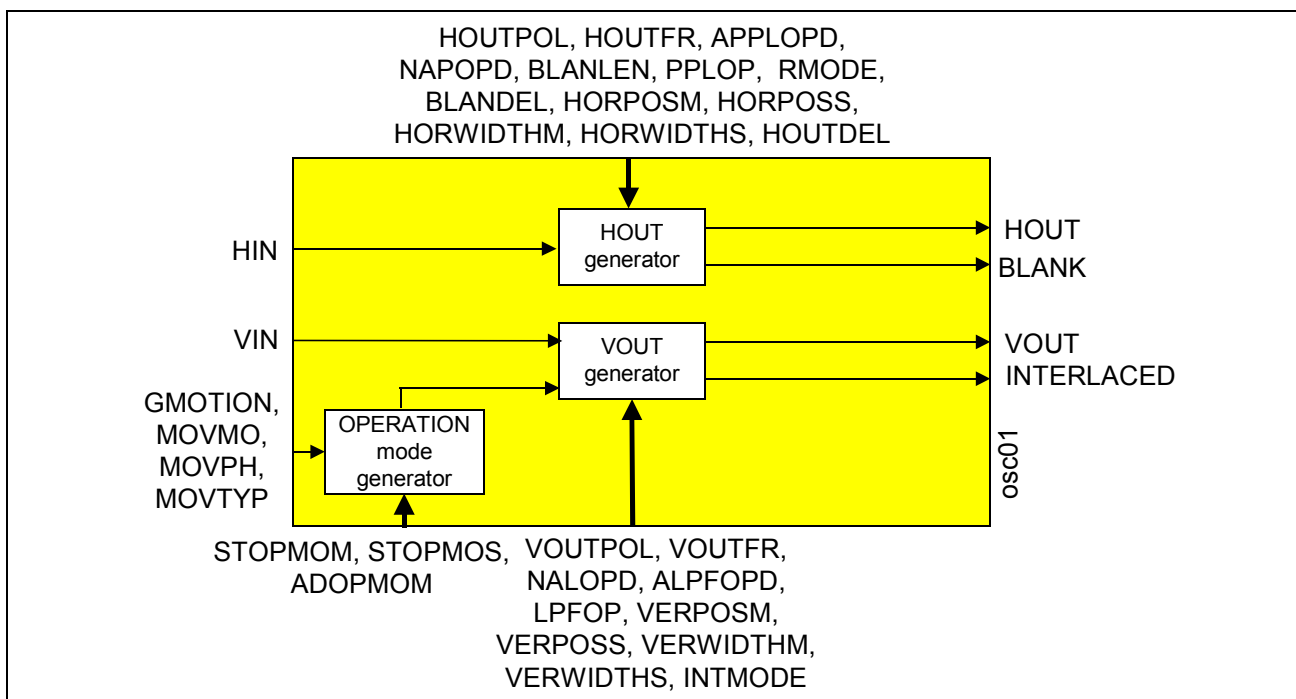 HOUTPOL, HOUTFR, APPLOPD,
NAPOPD, BLANLEN, PPLOP, RMODE,
BLANDEL, HORPOSM, HORPOSS,
HORWIDTHM, HORWIDTHS, HOUTDEL
HIN
HOUT
generator
HOUT
BLANK
VIN
VOUT
generator
VOUT
INTERLACED
GMOTION,
MOVMO,
MOVPH,
MOVTYP
OPERATION
mode
generator
osc01
STOPMOM, STOPMOS,
ADOPMOM
VOUTPOL, VOUTFR,
NALOPD, ALPFOPD,
LPFOP, VERPOSM,
VERPOSS, VERWIDTHM,
VERWIDTHS, INTMODE